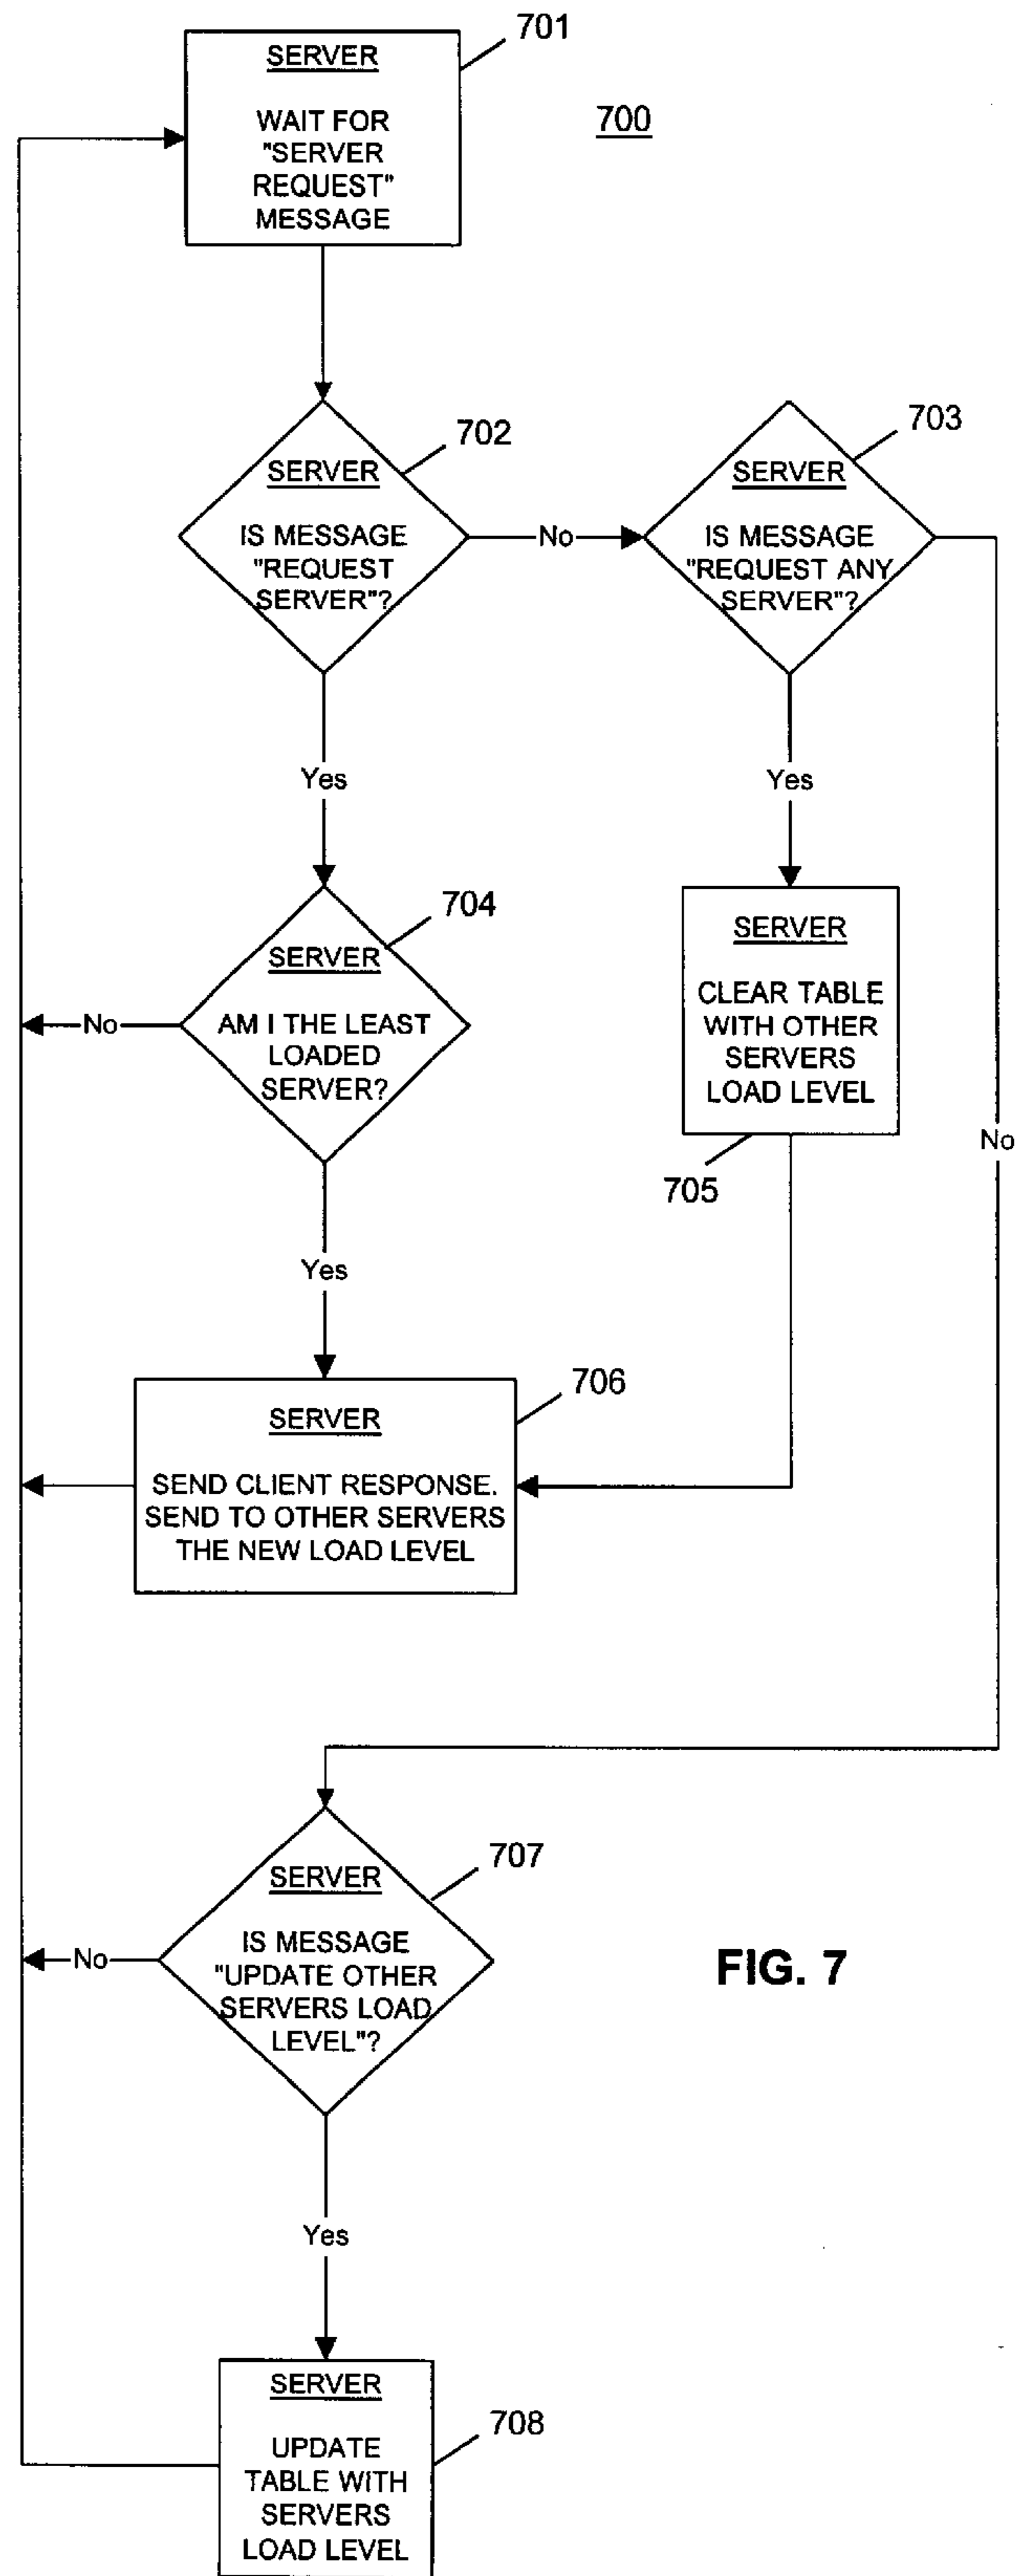 701
SERVER
WAIT FOR
"SERVER
REQUEST"
MESSAGE
700
702
SERVER
IS MESSAGE
"REQUEST
SERVER"?
No
703
SERVER
IS MESSAGE
"REQUEST ANY
SERVER"?
Yes
Yes
704
SERVER
AM I THE LEAST
LOADED
SERVER?
No
SERVER
CLEAR TABLE
WITH OTHER
SERVERS
LOAD LEVEL
705
No
Yes
706
SERVER
SEND CLIENT RESPONSE.
SEND TO OTHER SERVERS
THE NEW LOAD LEVEL
707
SERVER
IS MESSAGE
"UPDATE OTHER
SERVERS LOAD
LEVEL"?
No
FIG. 7
Yes
708
SERVER
UPDATE
TABLE WITH
SERVERS
LOAD LEVEL